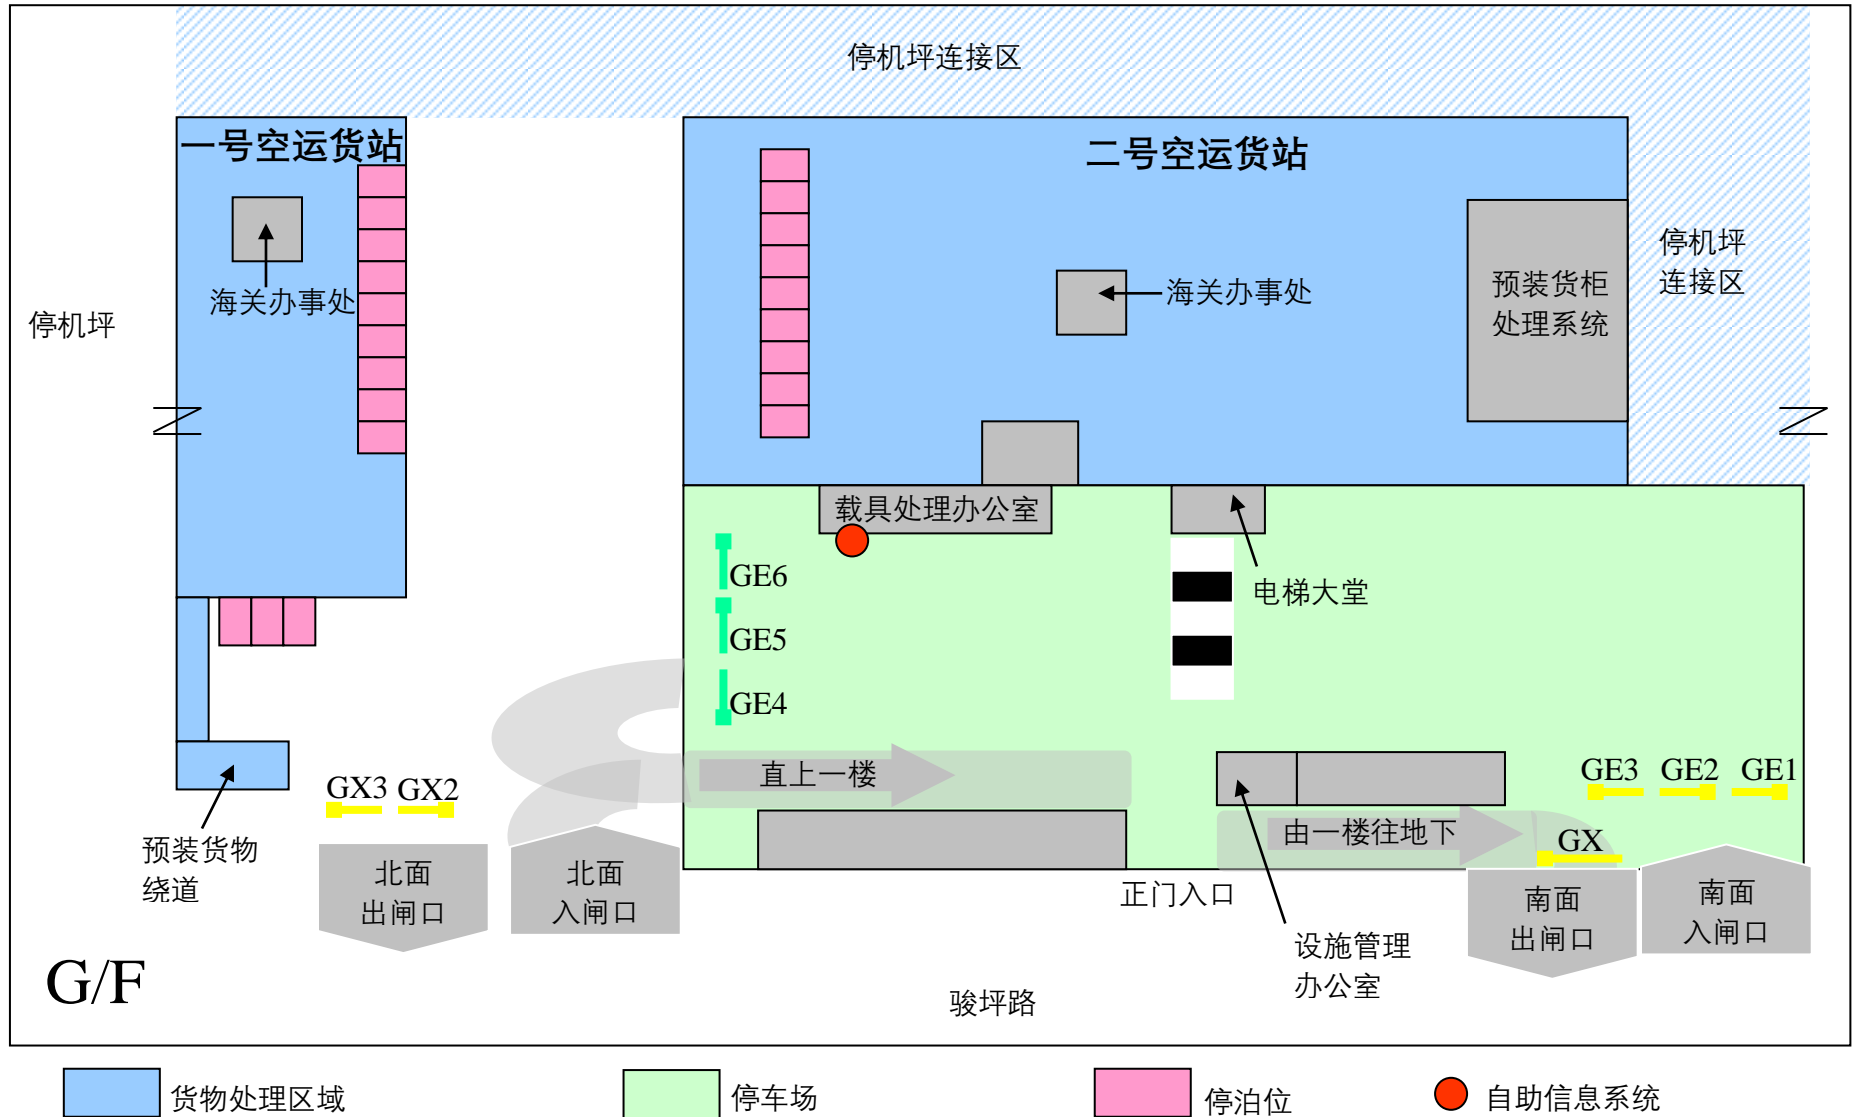 停机坪连接区
一号空运货站
二号空运货站
海关办事处
停机坪
海关办事处
预装货柜
处理系统
停机坪
连接区
载具处理办公室
电梯大堂
GE6
GE5
GE4
直上一楼
GX3
GX2
GE3
GE2
GE1
由一楼往地下
GX
预装货物
绕道
北面
出闸口
北面
入闸口
正门入口
南面
出闸口
南面
入闸口
设施管理
办公室
G/F
骏坪路
货物处理区域
停车场
停泊位
自助信息系统